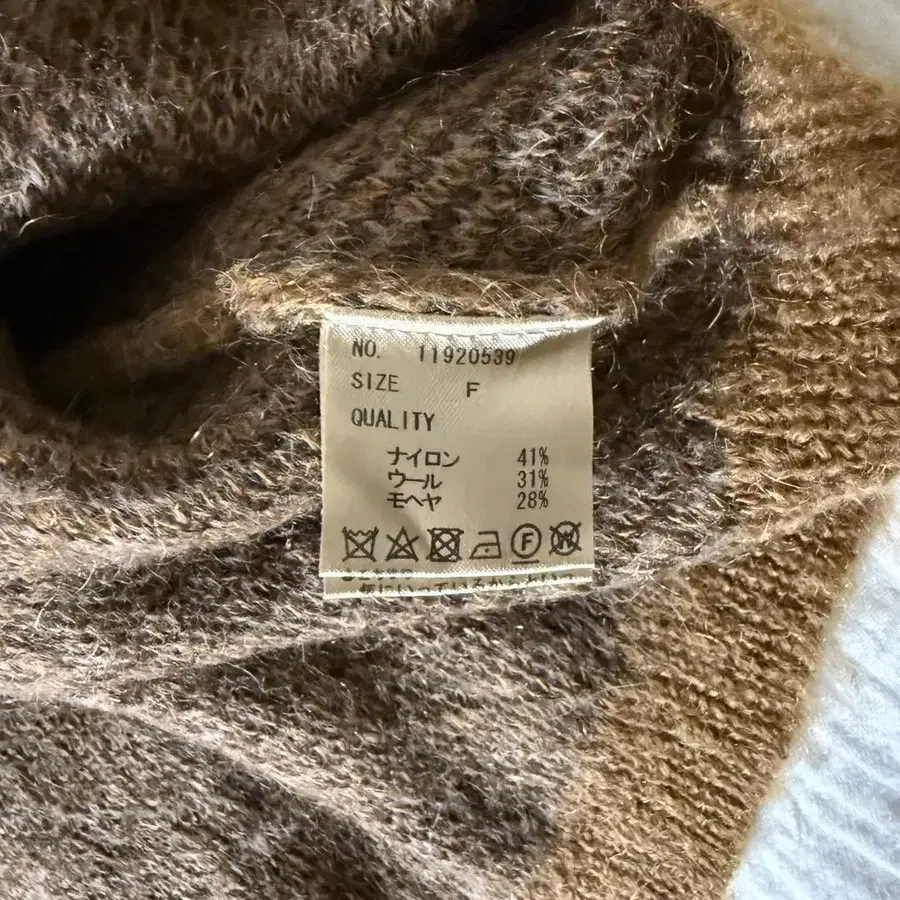 NO. 11920539
SIZE F
QUALITY
ナイロン 41%
ウール 31%
モヘヤ 28%
F W